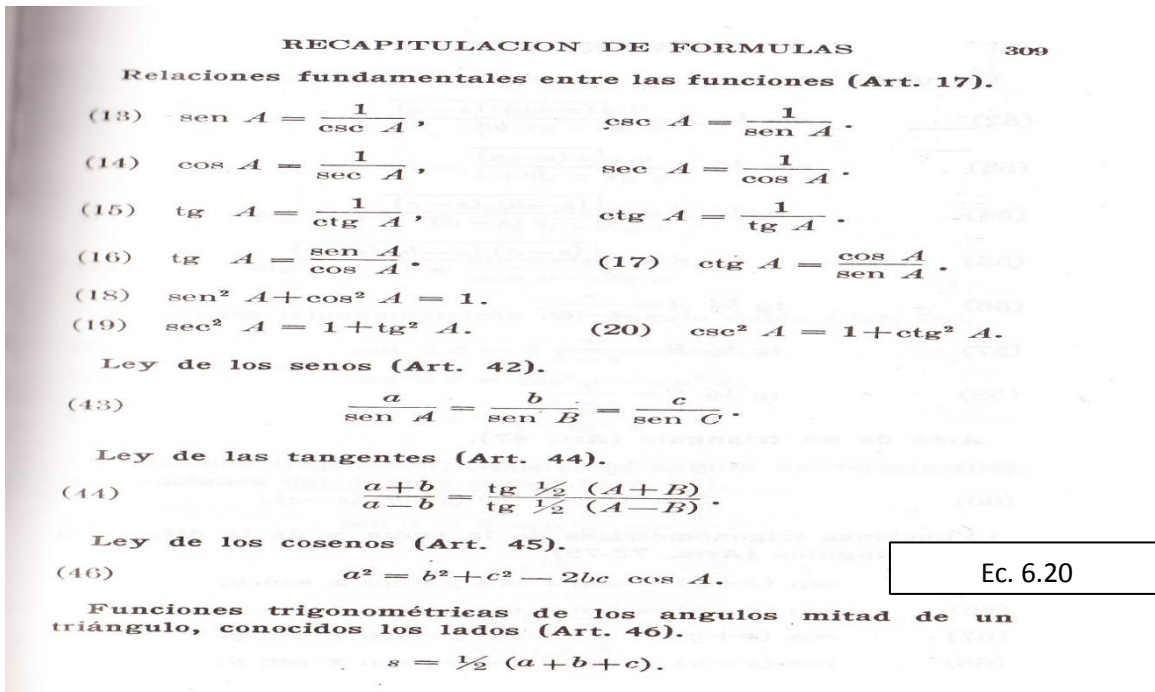 RECAPITULACION DE FORMULAS 309
Relaciones fundamentales entre las funciones (Art. 17).
(13) sen A = 1/csc A, csc A = 1/sen A.
(14) cos A = 1/sec A, sec A = 1/cos A.
(15) tg A = 1/ctg A, ctg A = 1/tg A.
(16) tg A = sen A/cos A. (17) ctg A = cos A/sen A.
(18) sen² A+cos² A = 1.
(19) sec² A = 1+tg² A. (20) csc² A = 1+ctg² A.
Ley de los senos (Art. 42).
(43) a/sen A = b/sen B = c/sen C.
Ley de las tangentes (Art. 44).
(44) a+b/a−b = tg ½ (A+B)/tg ½ (A−B).
Ley de los cosenos (Art. 45).
(46) a² = b² + c² − 2bc cos A.
Ec. 6.20
Funciones trigonométricas de los angulos mitad de un
triángulo, conocidos los lados (Art. 46).
s = ½ (a+b+c).